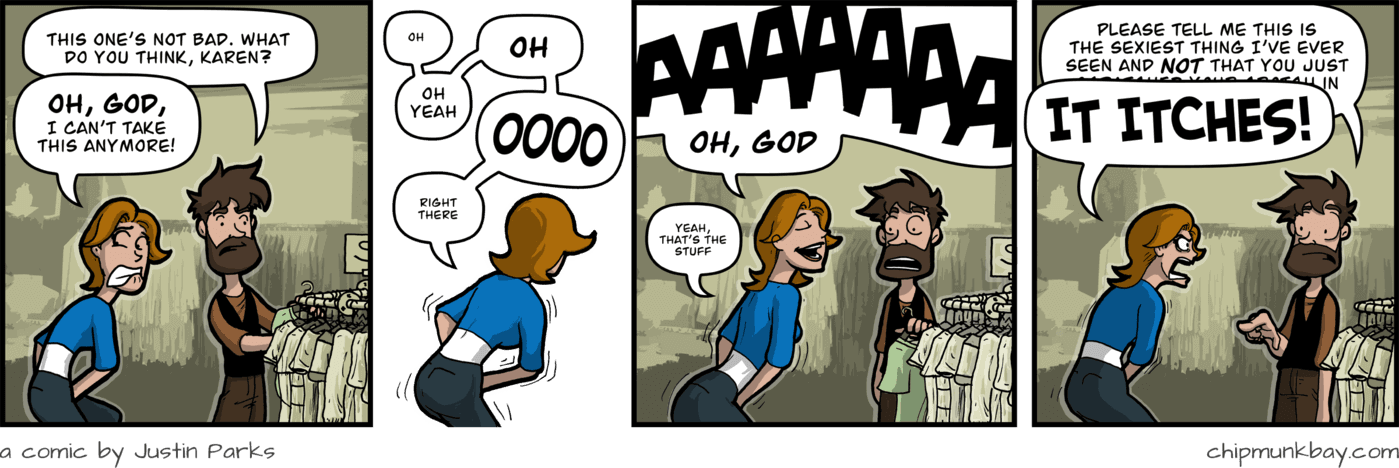 THIS ONE'S NOT BAD. WHAT
DO YOU THINK, KAREN?
OH, GOD,
I CAN'T TAKE
THIS ANYMORE!
OH
OH
OH
YEAH
OOOO
RIGHT
THERE
AAAAAAA
OH, GOD
YEAH,
THAT'S THE
STUFF
S
PLEASE TELL ME THIS IS
THE SEXIEST THING I'VE EVER
SEEN AND NOT THAT YOU JUST
IN
IT ITCHES!
a comic by Justin Parks
chipmunkbay.com